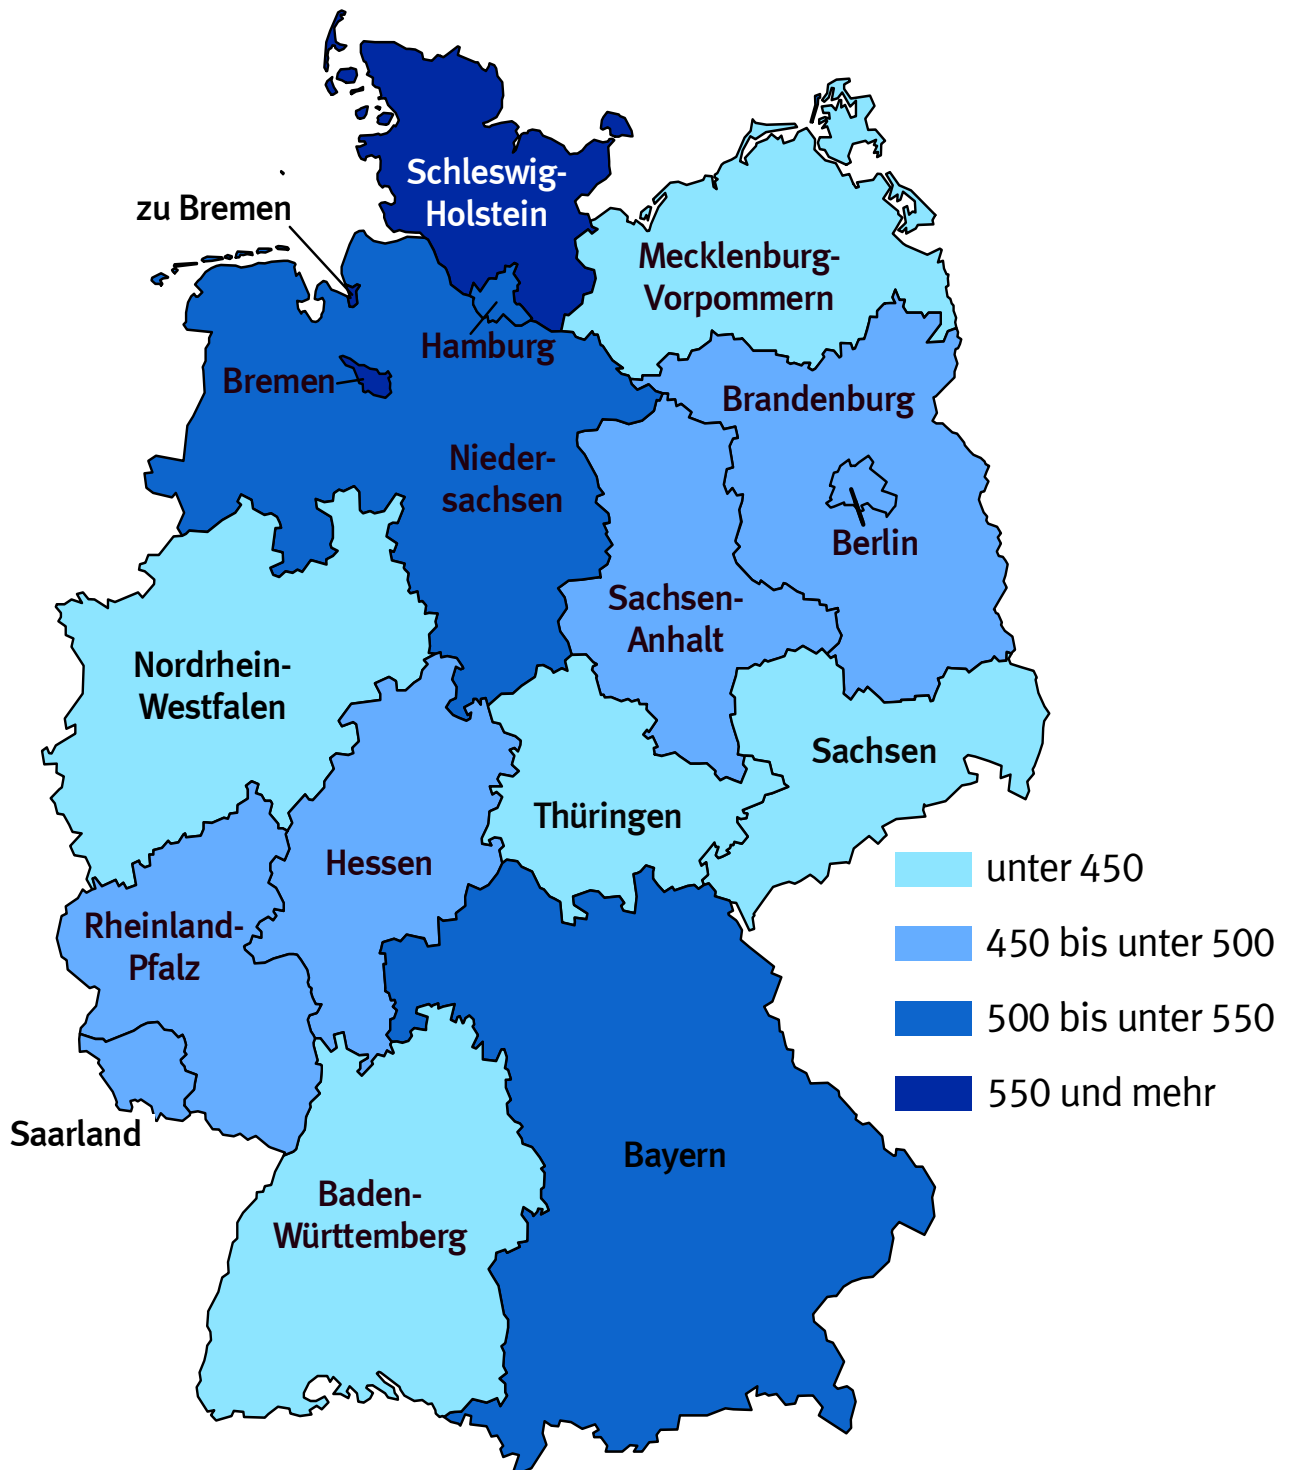 Schleswig-
Holstein
zu Bremen
Mecklenburg-
Vorpommern
Hamburg
Bremen
Brandenburg
Nieder-
sachsen
Berlin
Sachsen-
Anhalt
Nordrhein-
Westfalen
Sachsen
Thüringen
Hessen
Rheinland-
Pfalz
Saarland
Bayern
Baden-
Württemberg
unter 450
450 bis unter 500
500 bis unter 550
550 und mehr